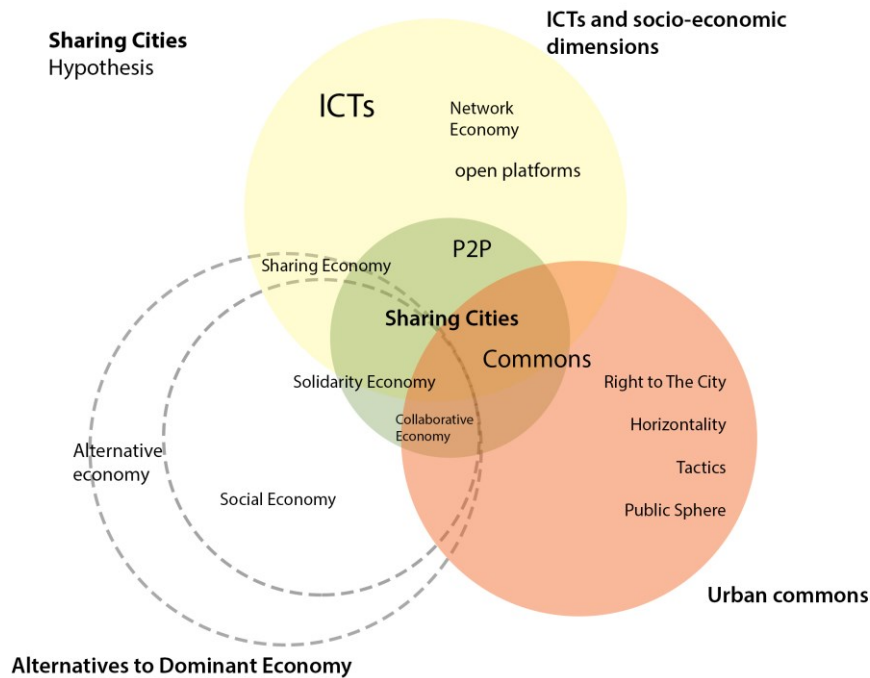 Sharing Cities
Hypothesis
ICTs and socio-economic
dimensions
ICTs
Network
Economy
open platforms
P2P
Sharing Economy
Sharing Cities
Commons
Solidarity Economy
Right to The City
Collaborative
Economy
Horizontality
Alternative
economy
Tactics
Social Economy
Public Sphere
Urban commons
Alternatives to Dominant Economy